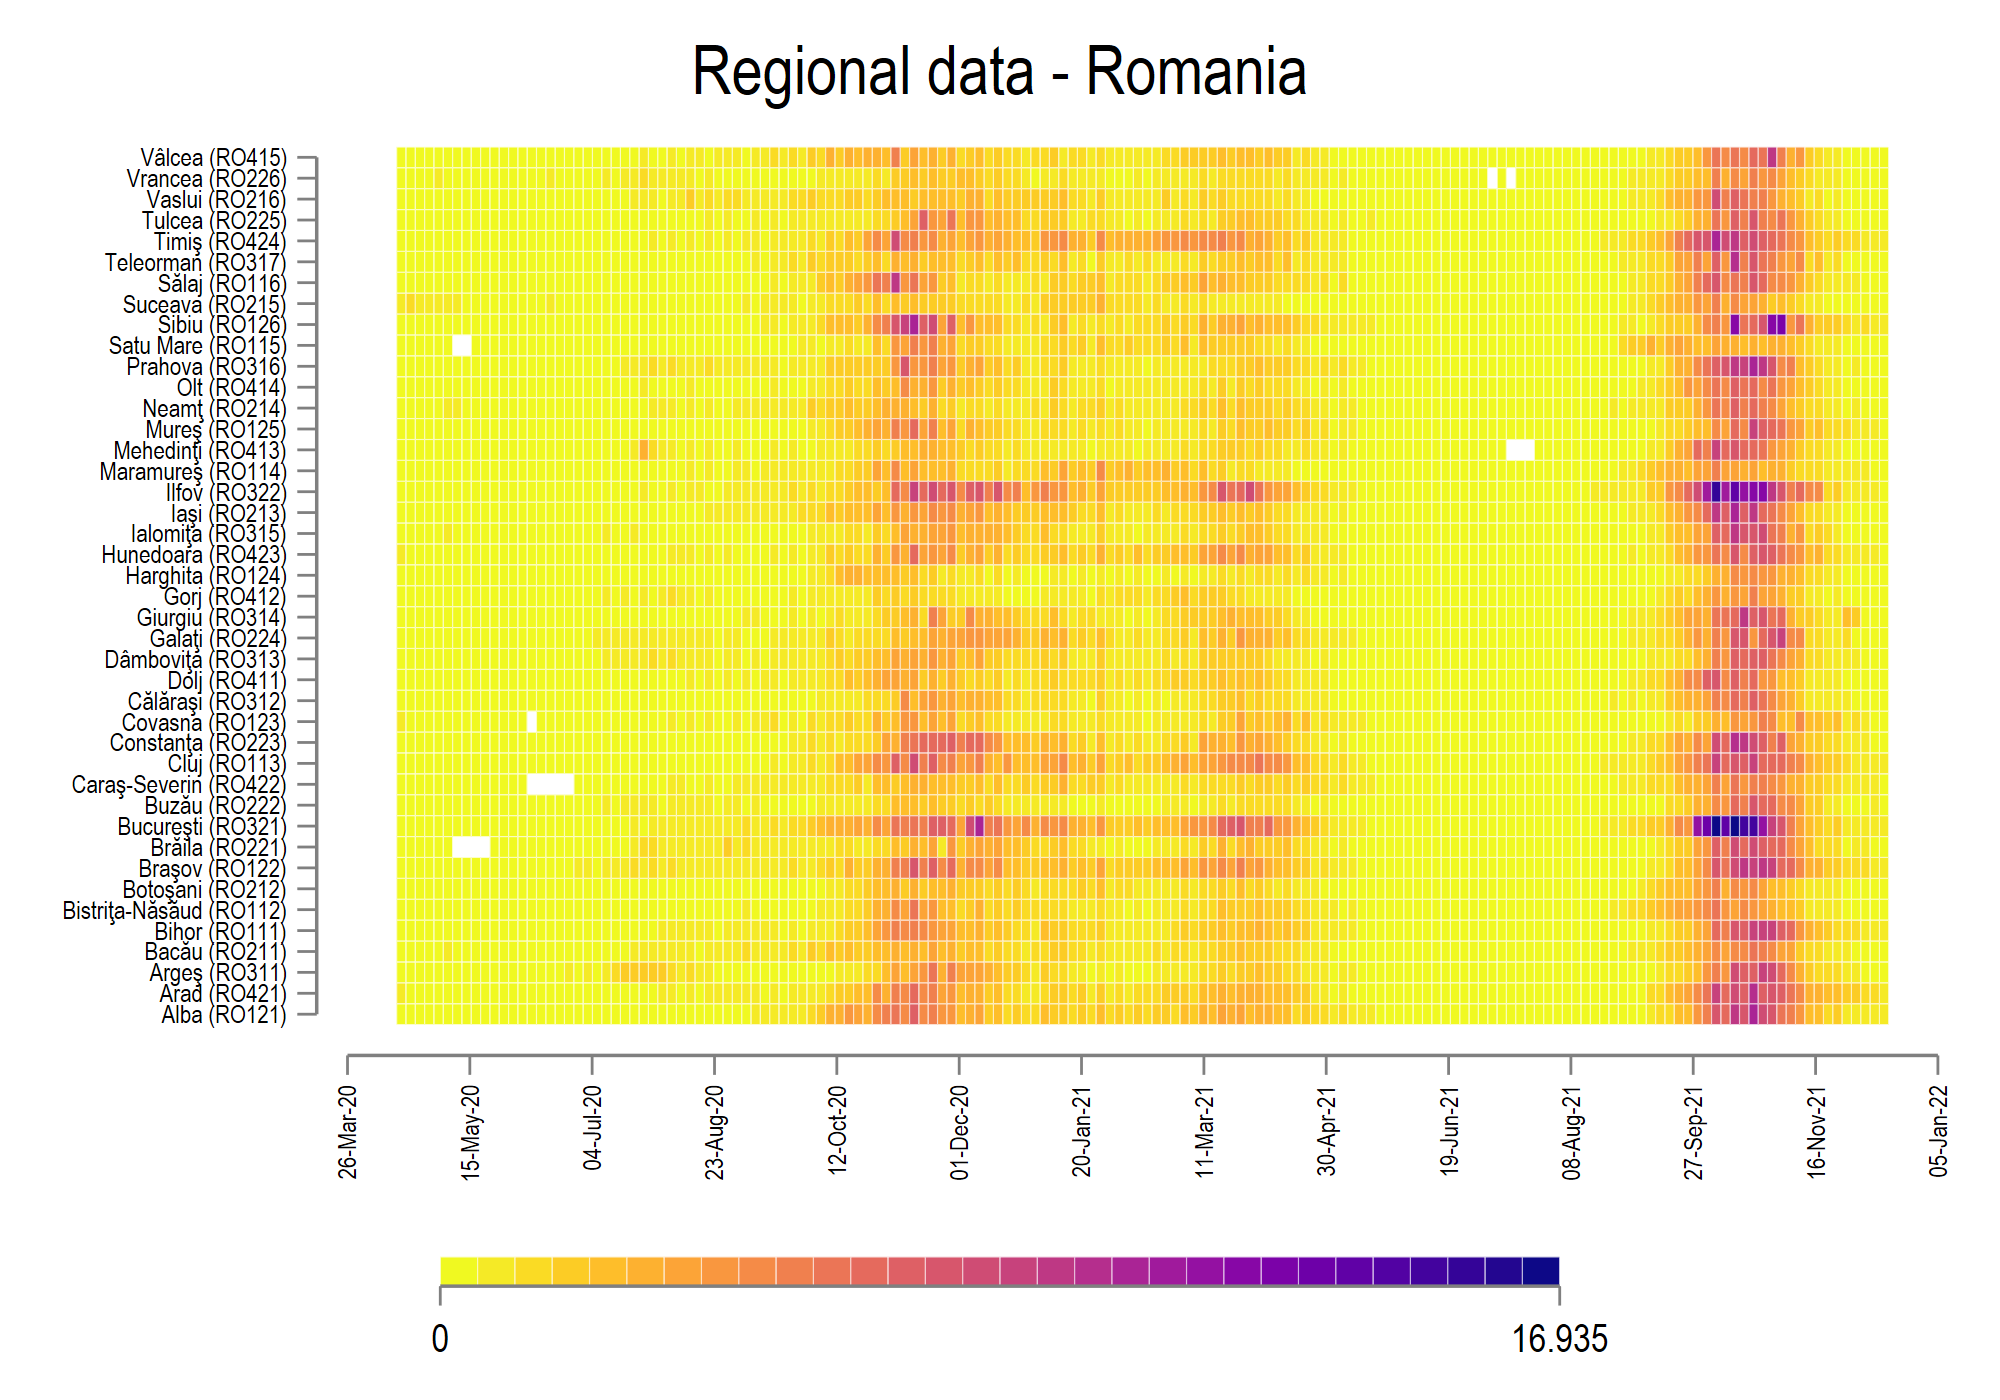 Regional data - Romania
Vâlcea (RO415)
Vrancea (RO226)
Vaslui (RO216)
Tulcea (RO225)
Timiş (RO424)
Teleorman (RO317)
Sălaj (RO116)
Suceava (RO215)
Sibiu (RO126)
Satu Mare (RO115)
Prahova (RO316)
Olt (RO414)
Neamţ (RO214)
Mureş (RO125)
Mehedinţi (RO413)
Maramureş (RO114)
Ilfov (RO322)
Iaşi (RO213)
Ialomiţa (RO315)
Hunedoara (RO423)
Harghita (RO124)
Gorj (RO412)
Giurgiu (RO314)
Galaţi (RO224)
Dâmboviţa (RO313)
Dolj (RO411)
Călăraşi (RO312)
Covasna (RO123)
Constanţa (RO223)
Cluj (RO113)
Caraş-Severin (RO422)
Buzău (RO222)
Bucureşti (RO321)
Brăila (RO221)
Braşov (RO122)
Botoşani (RO212)
Bistriţa-Năsăud (RO112)
Bihor (RO111)
Bacău (RO211)
Argeş (RO311)
Arad (RO421)
Alba (RO121)
26-Mar-20
15-May-20
04-Jul-20
23-Aug-20
12-Oct-20
01-Dec-20
20-Jan-21
11-Mar-21
30-Apr-21
19-Jun-21
08-Aug-21
27-Sep-21
16-Nov-21
05-Jan-22
0
16.935